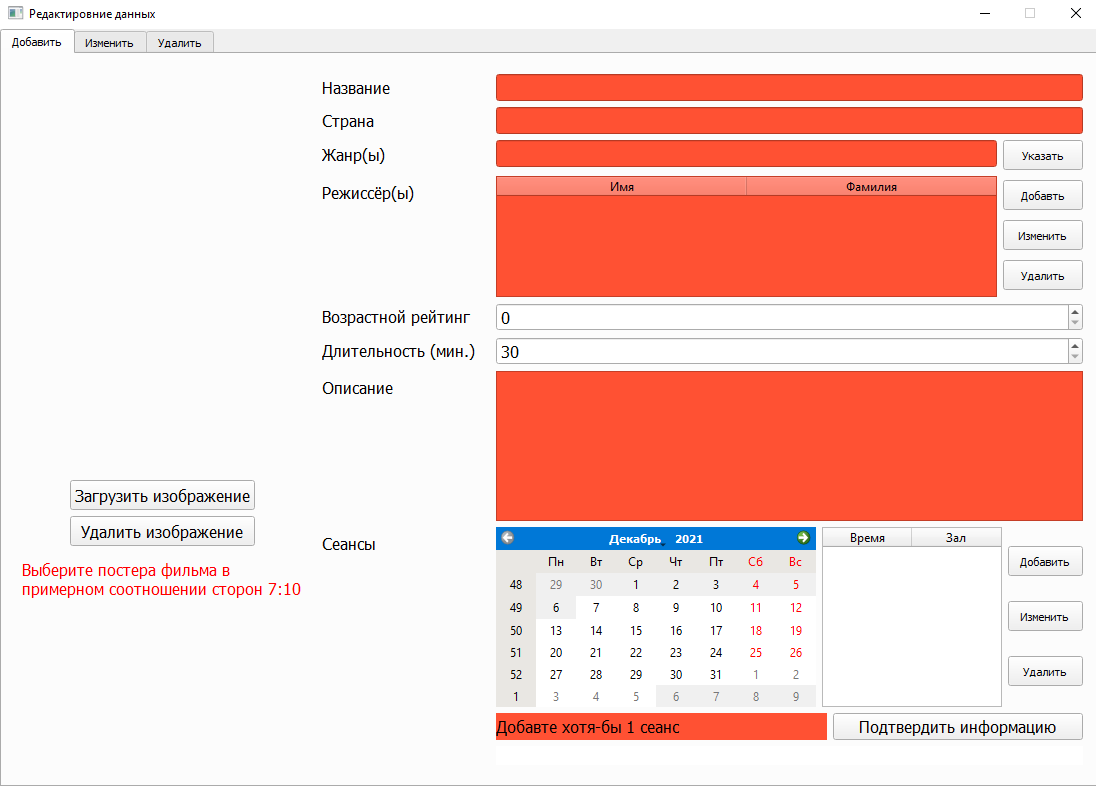 Редактировние данных
Добавить Изменить Удалить
Название
Страна
Жанр(ы) Указать
Режиссёр(ы) Имя Фамилия
Добавть
Изменить
Удалить
Возрастной рейтинг 0
Длительность (мин.) 30
Описание
Загрузить изображение
Удалить изображение
Выберите постера фильма в
примерном соотношении сторон 7:10
Сеансы
Декабрь 2021
Пн Вт Ср Чт Пт Сб Вс
48 29 30 1 2 3 4 5
49 6 7 8 9 10 11 12
50 13 14 15 16 17 18 19
51 20 21 22 23 24 25 26
52 27 28 29 30 31 1 2
1 3 4 5 6 7 8 9
Время Зал
Добавить
Изменить
Удалить
Добавте хотя-бы 1 сеанс
Подтвердить информацию